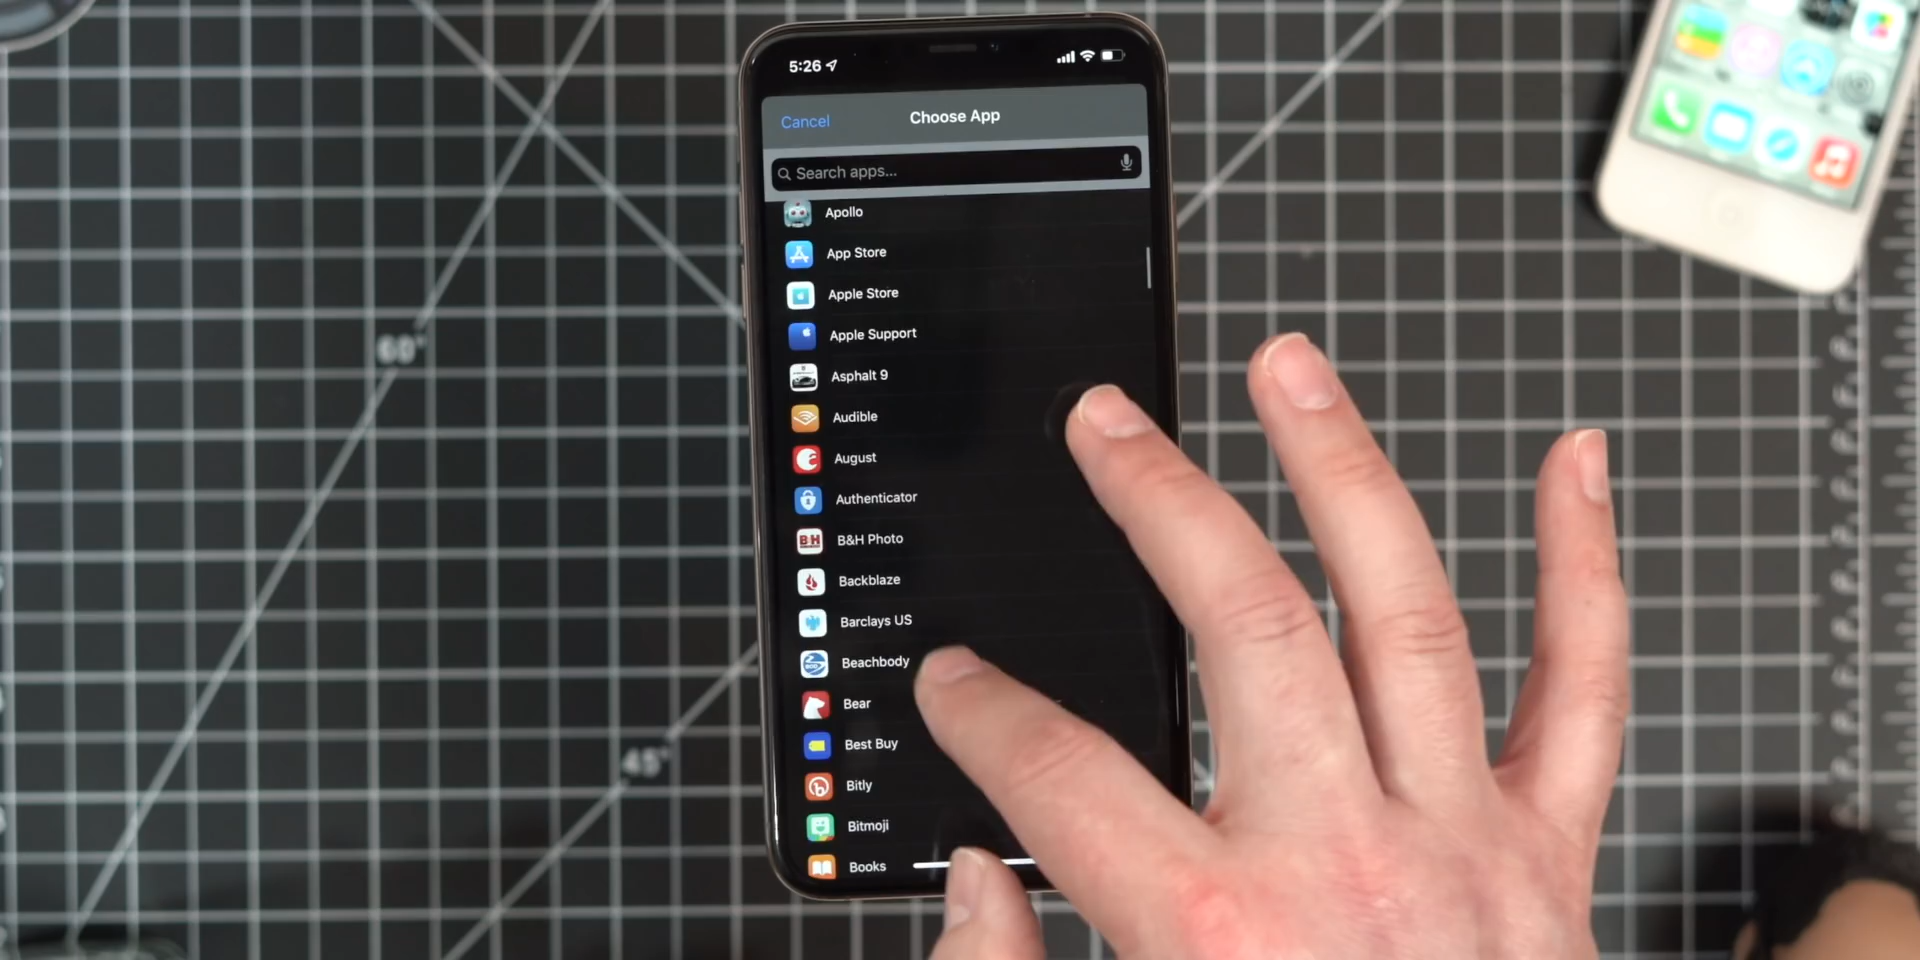 5:26
Cancel
Choose App
Search apps...
Apollo
App Store
Apple Store
Apple Support
Asphalt 9
Audible
August
Authenticator
B&H Photo
Backblaze
Barclays US
Beachbody
Bear
Best Buy
Bitly
Bitmoji
Books
60°
45°